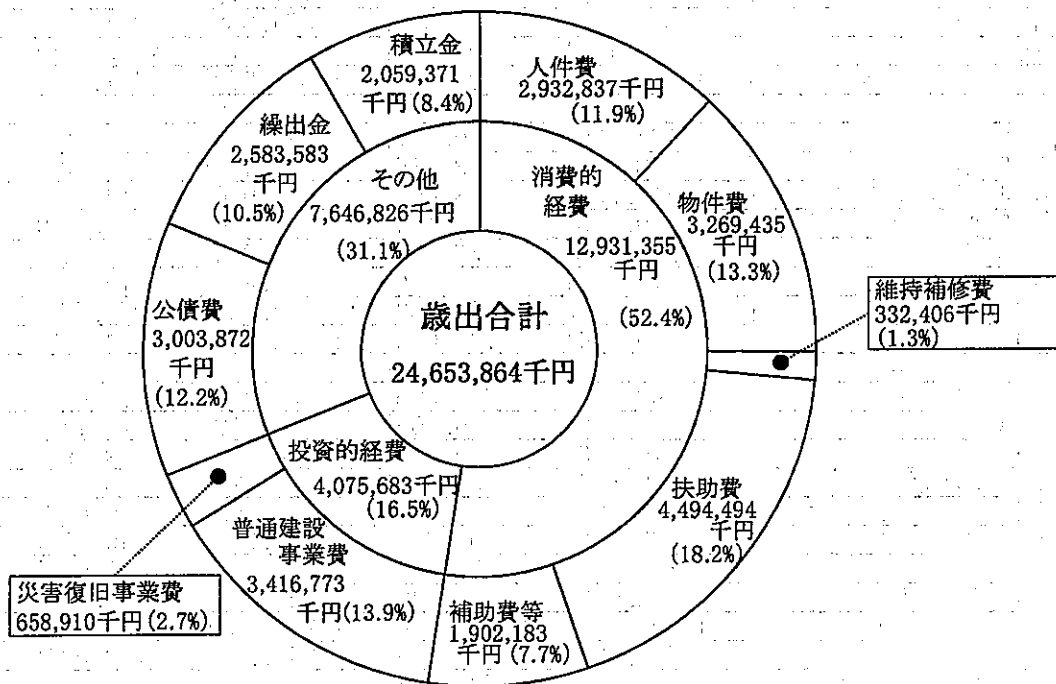 積立金
2,059,371
千円(8.4%)
人件費
2,932,837千円
(11.9%)
繰出金
2,583,583
千円
(10.5%)
その他
7,646,826千円
(31.1%)
消費的
経費
12,931,355
千円
(52.4%)
物件費
3,269,435
千円
(13.3%)
維持補修費
332,406千円
(1.3%)
公債費
3,003,872
千円
(12.2%)
歳出合計
24,653,864千円
投資的経費
4,075,683千円
(16.5%)
扶助費
4,494,494
千円
(18.2%)
普通建設
事業費
3,416,773
千円(13.9%)
災害復旧事業費
658,910千円(2.7%)
補助費等
1,902,183
千円(7.7%)